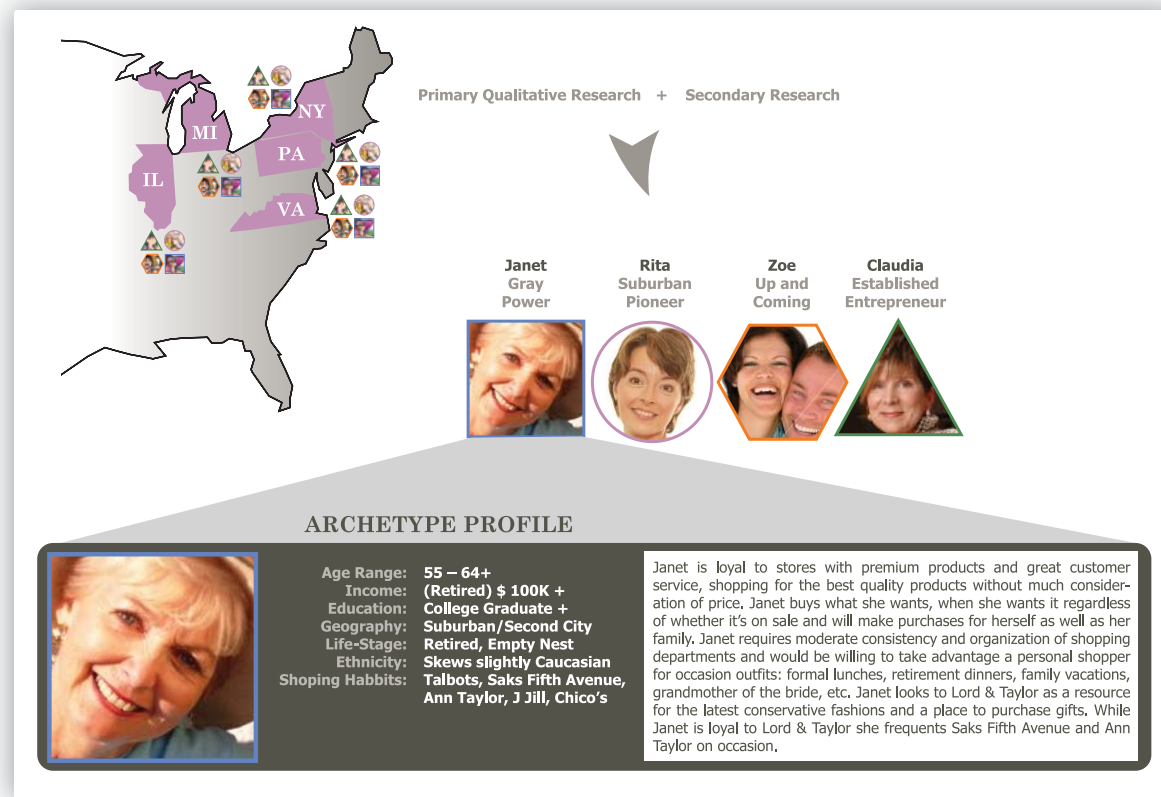 NY
MI
PA
IL
VA
Primary Qualitative Research + Secondary Research
Janet
Gray
Power
Rita
Suburban
Pioneer
Zoe
Up and
Coming
Claudia
Established
Entrepreneur
ARCHETYPE PROFILE
Age Range: 55 – 64+
Income: (Retired) $ 100K +
Education: College Graduate +
Geography: Suburban/Second City
Life-Stage: Retired, Empty Nest
Ethnicity: Skews slightly Caucasian
Shoping Habbits: Talbots, Saks Fifth Avenue,
Ann Taylor, J Jill, Chico's
Janet is loyal to stores with premium products and great customer
service, shopping for the best quality products without much consider-
ation of price. Janet buys what she wants, when she wants it regardless
of whether it's on sale and will make purchases for herself as well as her
family. Janet requires moderate consistency and organization of shopping
departments and would be willing to take advantage a personal shopper
for occasion outfits: formal lunches, retirement dinners, family vacations,
grandmother of the bride, etc. Janet looks to Lord & Taylor as a resource
for the latest conservative fashions and a place to purchase gifts. While
Janet is loyal to Lord & Taylor she frequents Saks Fifth Avenue and Ann
Taylor on occasion.